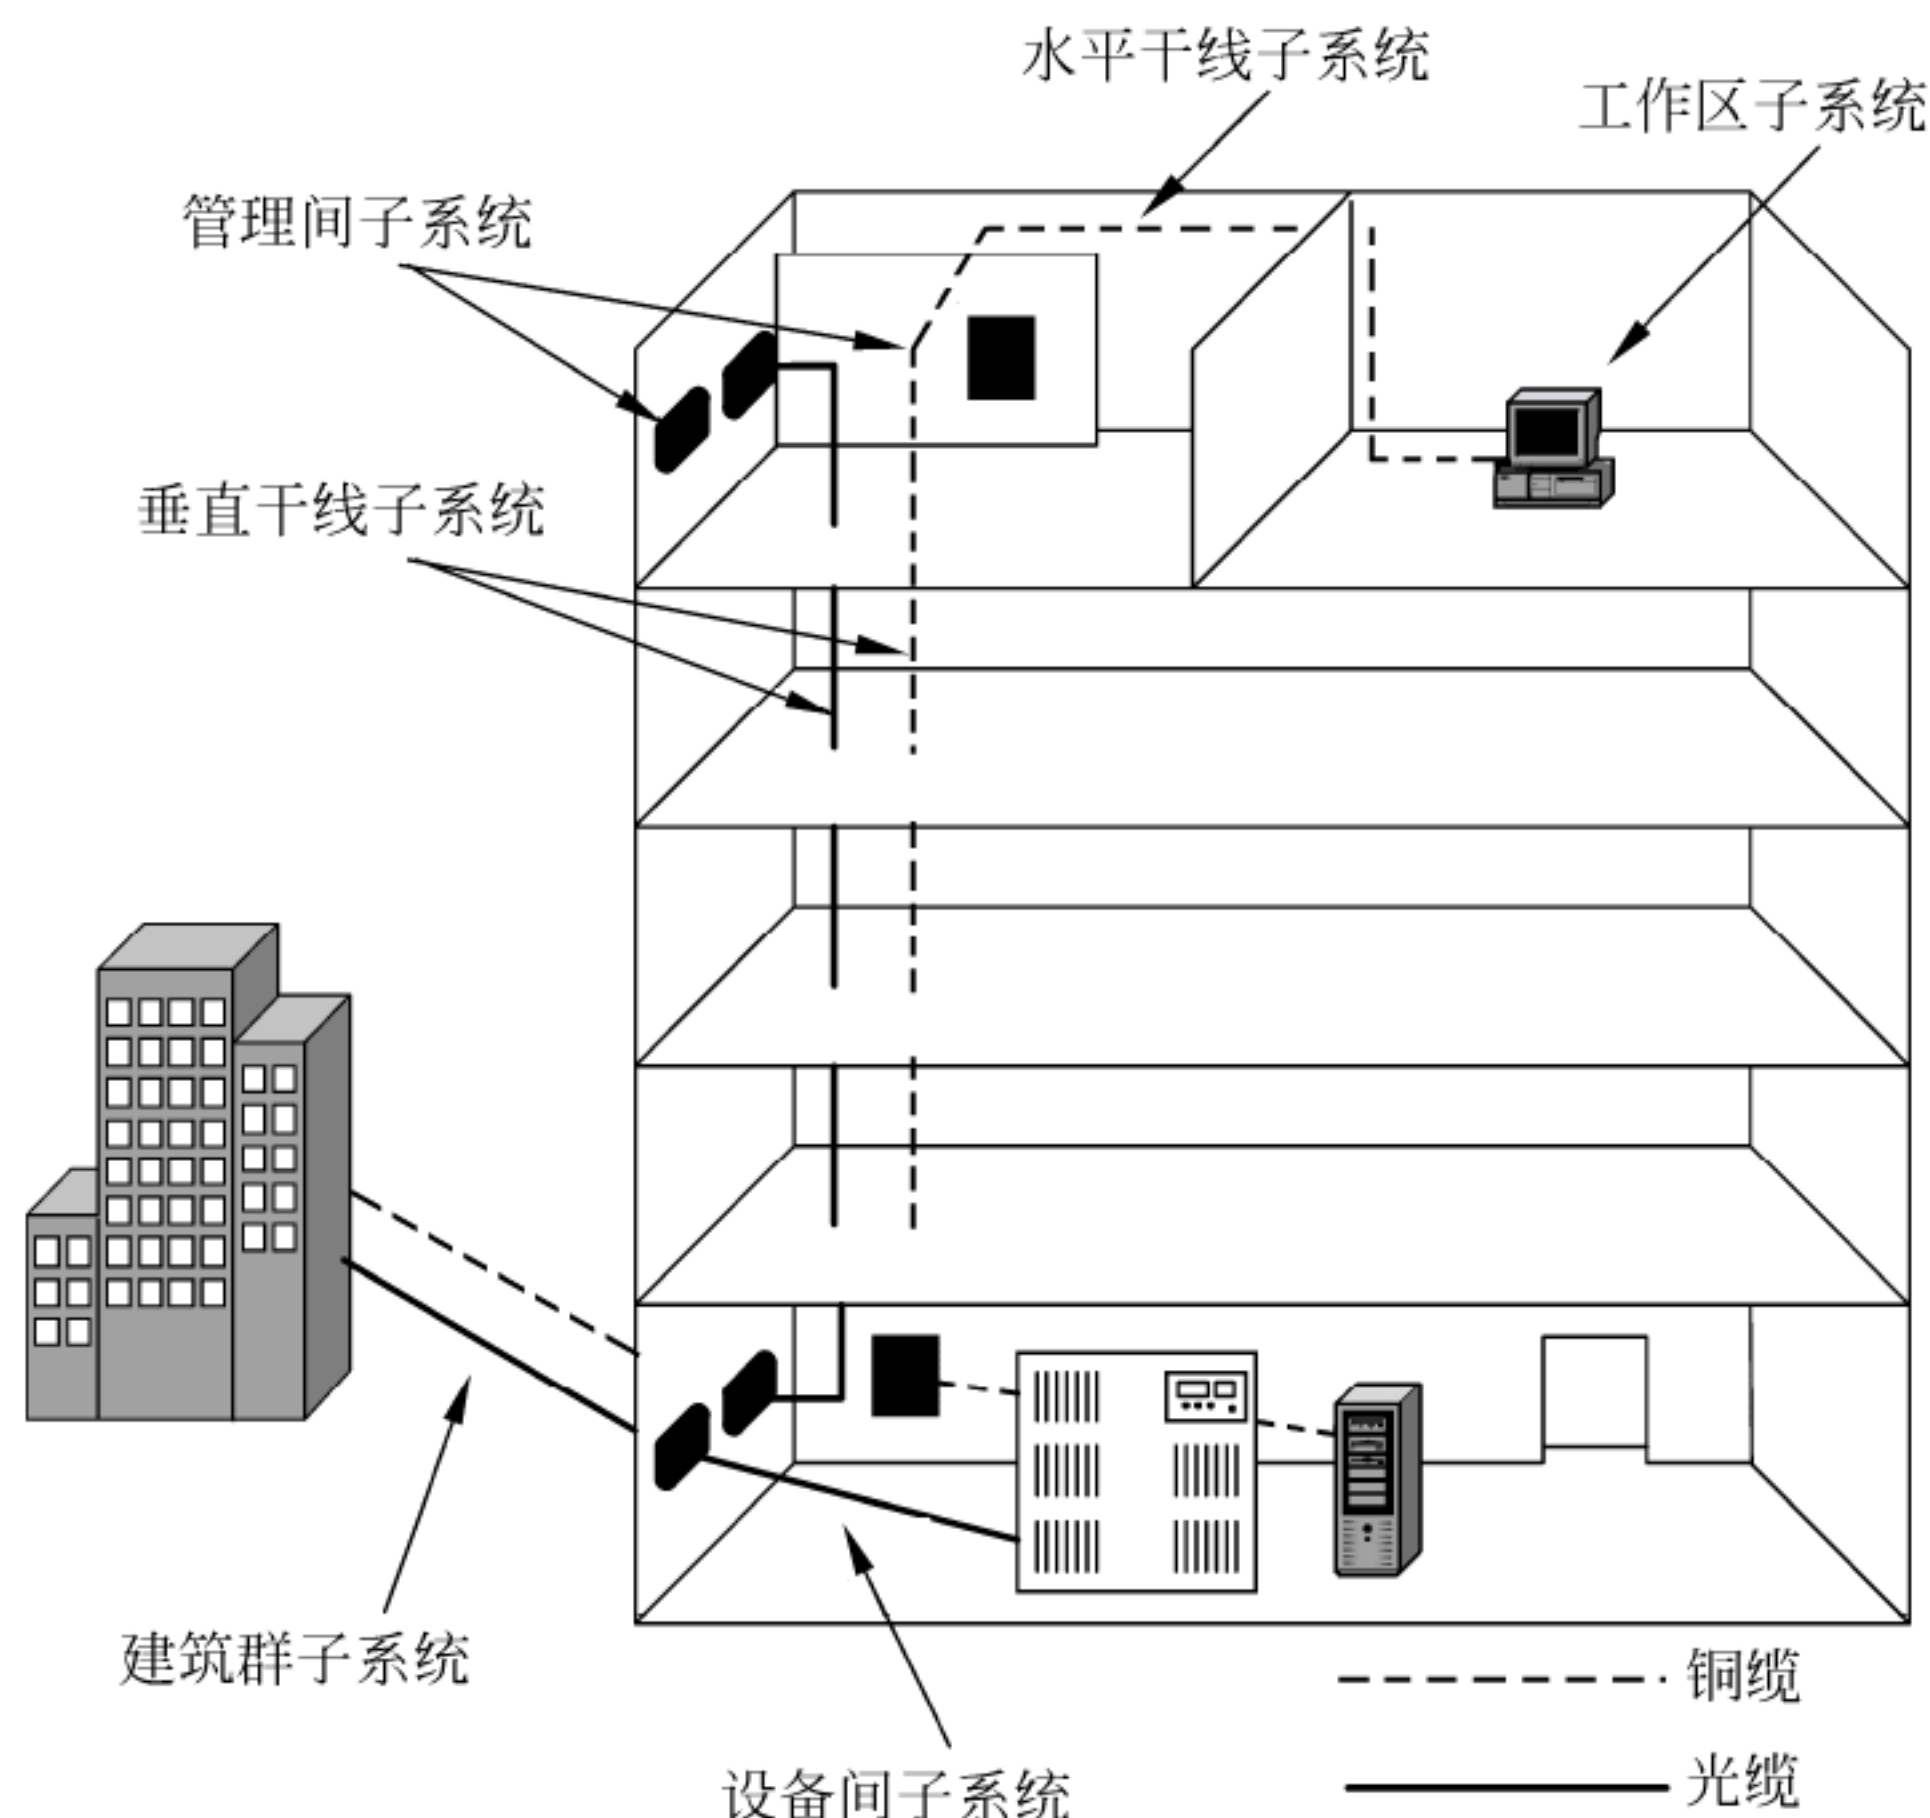 水平干线子系统
工作区子系统
管理间子系统
垂直干线子系统
建筑群子系统
设备间子系统
铜缆
光缆